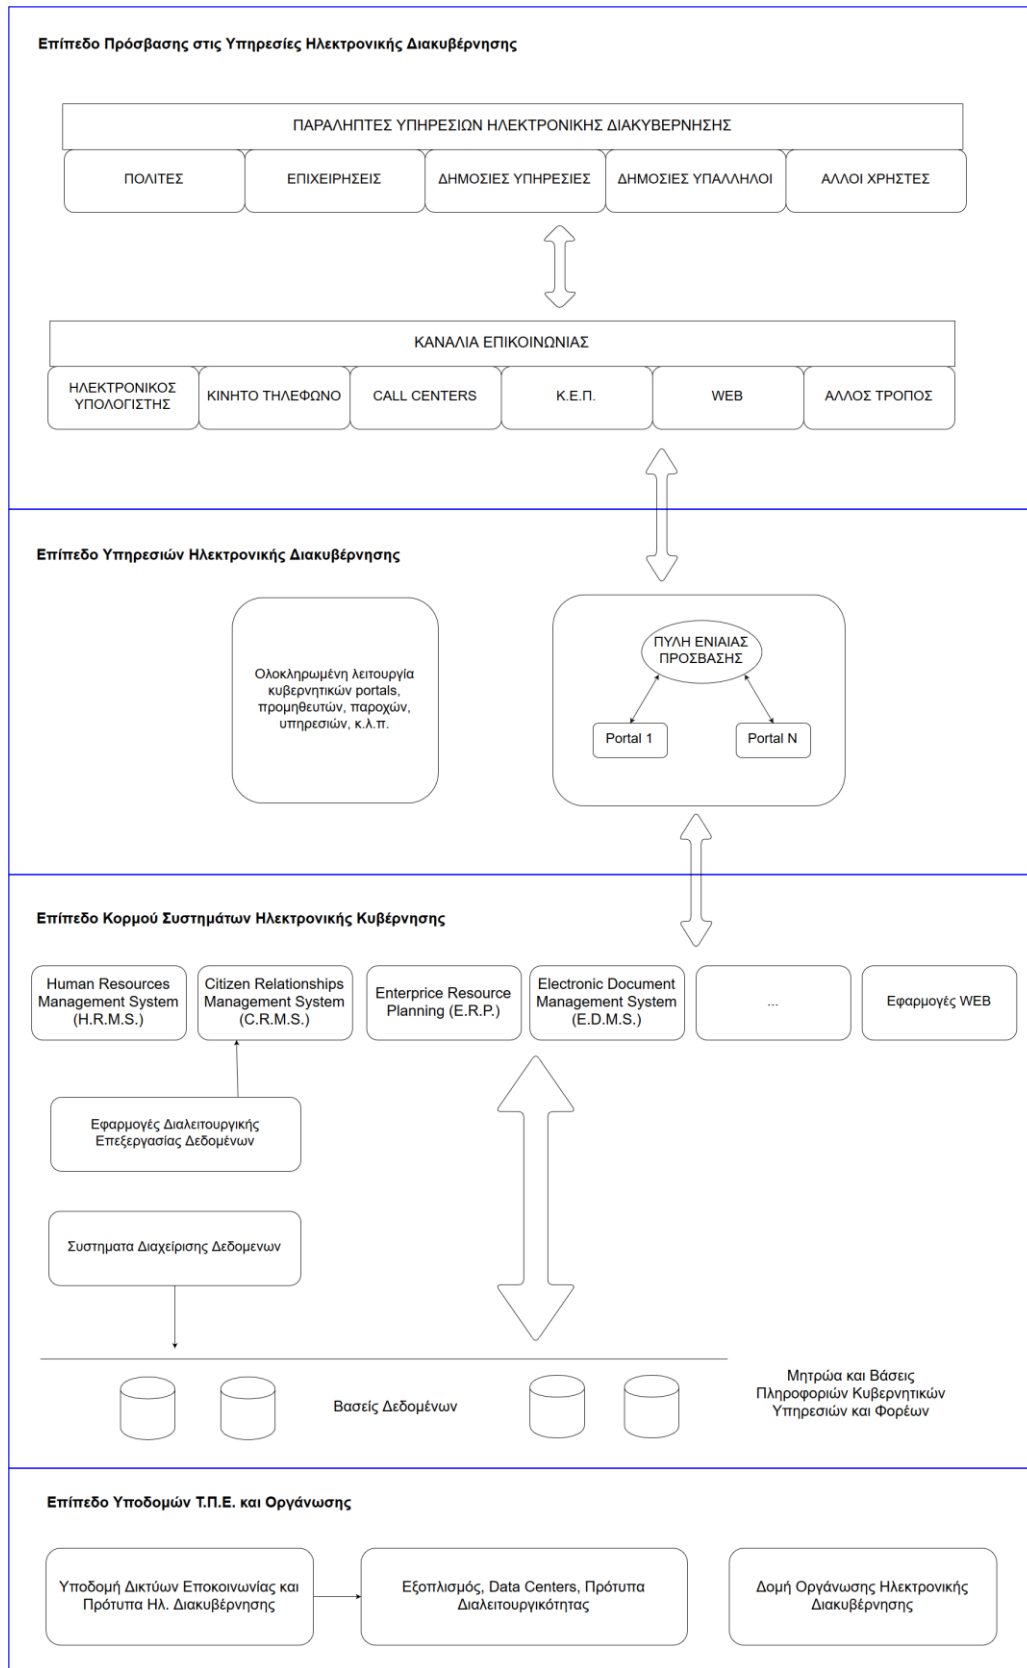 Επίπεδο Πρόσβασης στις Υπηρεσίες Ηλεκτρονικής Διακυβέρνησης
ΠΑΡΑΛΗΠΤΕΣ ΥΠΗΡΕΣΙΩΝ ΗΛΕΚΤΡΟΝΙΚΗΣ ΔΙΑΚΥΒΕΡΝΗΣΗΣ
ΠΟΛΙΤΕΣ
ΕΠΙΧΕΙΡΗΣΕΙΣ
ΔΗΜΟΣΙΕΣ ΥΠΗΡΕΣΙΕΣ
ΔΗΜΟΣΙΕΣ ΥΠΑΛΛΗΛΟΙ
ΑΛΛΟΙ ΧΡΗΣΤΕΣ
ΚΑΝΑΛΙΑ ΕΠΙΚΟΙΝΩΝΙΑΣ
ΗΛΕΚΤΡΟΝΙΚΟΣ
ΥΠΟΛΟΓΙΣΤΗΣ
ΚΙΝΗΤΟ ΤΗΛΕΦΩΝΟ
CALL CENTERS
Κ.Ε.Π.
WEB
ΑΛΛΟΣ ΤΡΟΠΟΣ
Επίπεδο Υπηρεσιών Ηλεκτρονικής Διακυβέρνησης
Ολοκληρωμένη λειτουργία
κυβερνητικών portals,
προμηθευτών, παροχών,
υπηρεσιών, κ.λ.π.
ΠΥΛΗ ΕΝΙΑΙΑΣ
ΠΡΟΣΒΑΣΗΣ
Portal 1
Portal N
Επίπεδο Κορμού Συστημάτων Ηλεκτρονικής Κυβέρνησης
Human Resources
Management System
(H.R.M.S.)
Citizen Relationships
Management System
(C.R.M.S.)
Enterprice Resource
Planning (E.R.P.)
Electronic Document
Management System
(E.D.M.S.)
...
Εφαρμογές WEB
Εφαρμογές Διαλειτουργικής
Επεξεργασίας Δεδομένων
Συστηματα Διαχείρισης Δεδομενων
Βασείς Δεδομένων
Μητρώα και Βάσεις
Πληροφοριών Κυβερνητικών
Υπηρεσιών και Φορέων
Επίπεδο Υποδομών Τ.Π.Ε. και Οργάνωσης
Υποδομή Δικτύων Εποκοινωνίας και
Πρότυπα Ηλ. Διακυβέρνησης
Εξοπλισμός, Data Centers, Πρότυπα
Διαλειτουργικότητας
Δομή Οργάνωσης Ηλεκτρονικής
Διακυβέρνησης